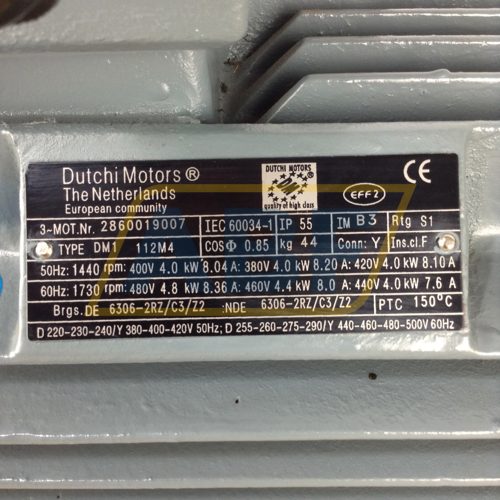 Dutchi Motors ®
The Netherlands
European community
DUTCHI MOTORS
quality of high class
CE
EFF2
3~MOT.Nr. 2860019007 IEC 60034-1 IP 55 IM B3 Rtg S1
TYPE DM1 112M4 COS Φ 0.85 kg 44 Conn: Y Ins.cl.F
50Hz: 1440 rpm: 400V 4.0 kW 8.04 A: 380V 4.0 kW 8.20 A: 420V 4.0 kW 8.10 A
60Hz: 1730 rpm: 480V 4.8 kW 8.36 A: 460V 4.4 kW 8.0 A: 440V 4.0 kW 7.6 A
Brgs. DE 6306-2RZ/C3/Z2 :NDE 6306-2RZ/C3/Z2 PTC 150°C
D 220-230-240/Y 380-400-420V 50Hz; D 255-260-275-290/Y 440-460-480-500V 60Hz